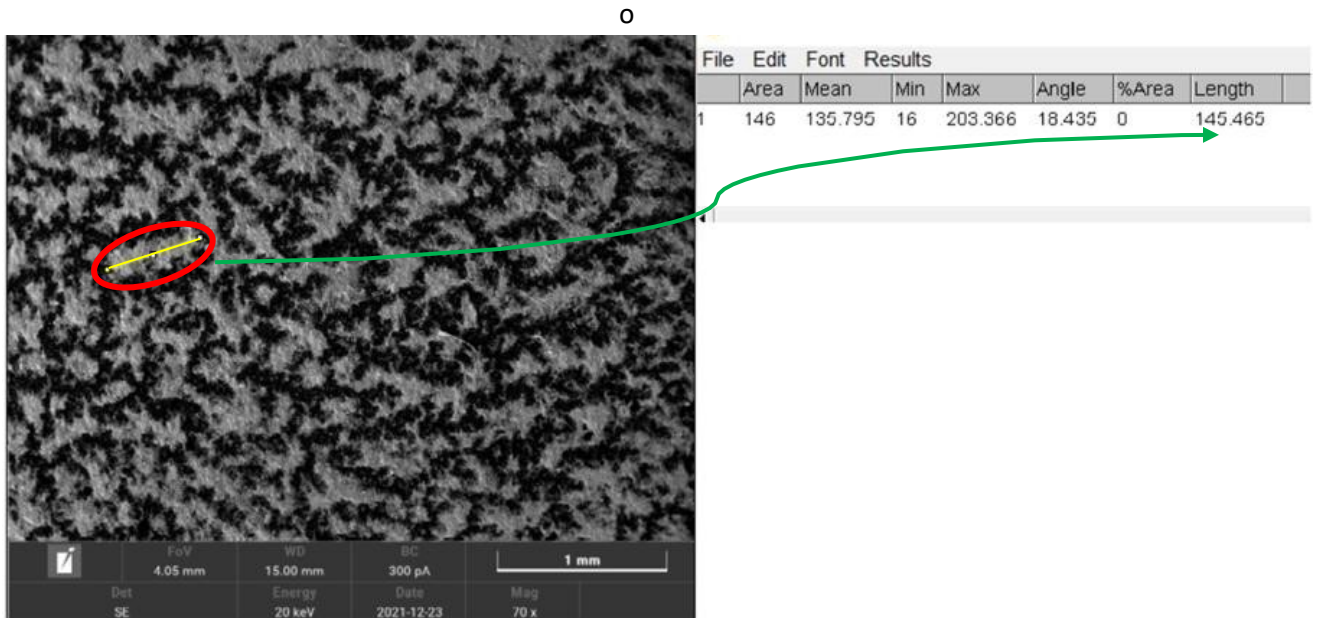 o
File Edit Font Results
Area Mean Min Max Angle %Area Length
1 146 135.795 16 203.366 18.435 0 145.465
FoV WD BC
4.05 mm 15.00 mm 300 pA 1 mm
Det Energy Date Mag
SE 20 keV 2021-12-23 70 x